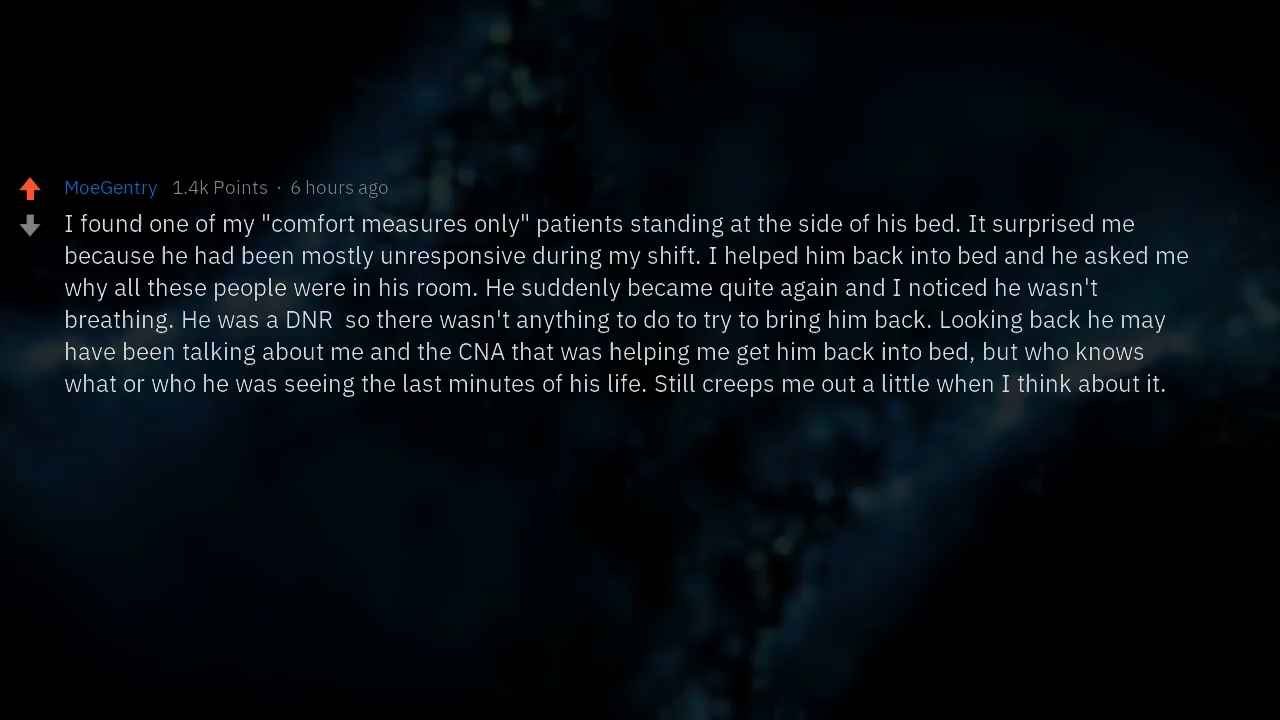 MoeGentry 1.4k Points · 6 hours ago
I found one of my "comfort measures only" patients standing at the side of his bed. It surprised me
because he had been mostly unresponsive during my shift. I helped him back into bed and he asked me
why all these people were in his room. He suddenly became quite again and I noticed he wasn't
breathing. He was a DNR  so there wasn't anything to do to try to bring him back. Looking back he may
have been talking about me and the CNA that was helping me get him back into bed, but who knows
what or who he was seeing the last minutes of his life. Still creeps me out a little when I think about it.